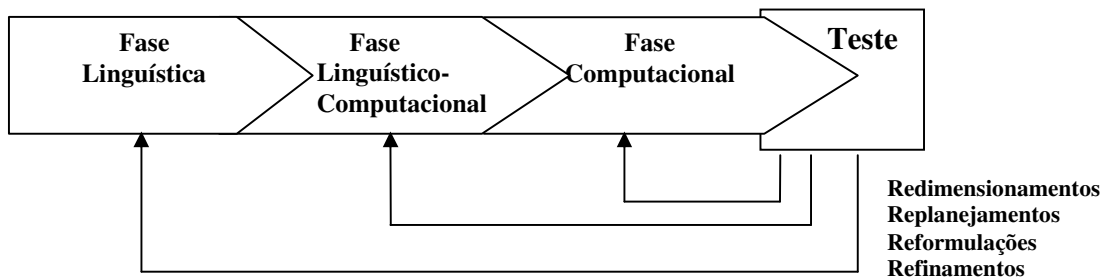 Fase
Linguística
Fase
Linguístico-
Computacional
Fase
Computacional
Teste
Redimensionamentos
Replanejamentos
Reformulações
Refinamentos